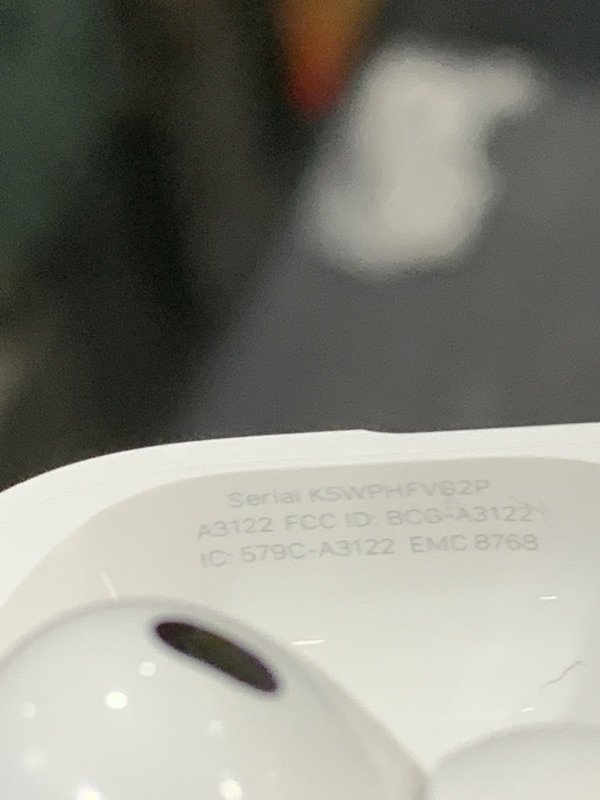 Serial K5WPHFVG2P
A3122 FCC ID: BCG-A3122
IC: 579C-A3122 EMC 8768